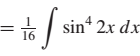 = 1/16 ∫ sin⁴ 2x dx